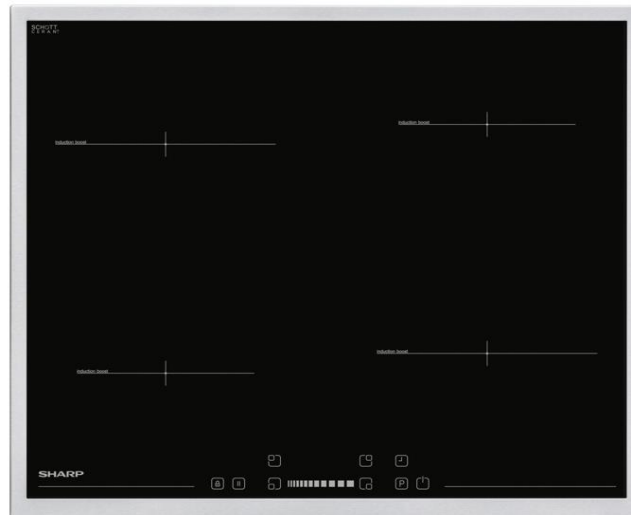 SCHOTT
CERAN®
Induction boost
Induction boost
Induction boost
Induction boost
SHARP
P